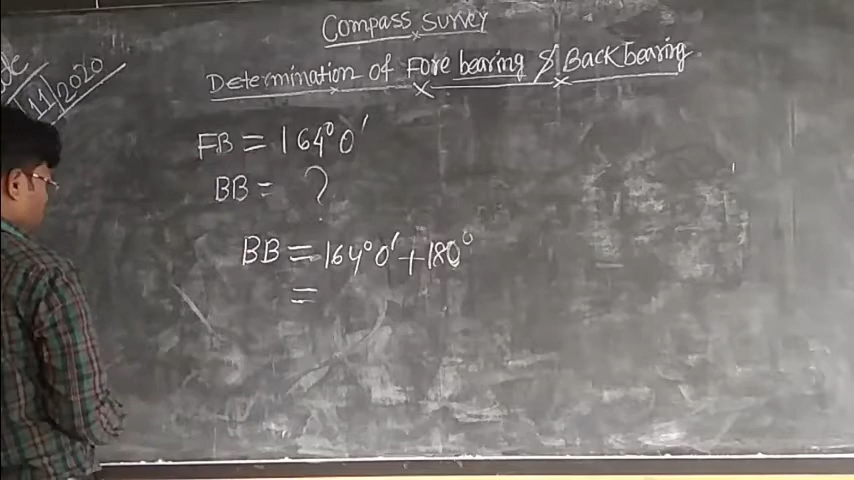 Compass Survey
Determination of Fore bearing & Back bearing
11/2020
FB = 164°0'
BB = ?
BB = 164°0' + 180°
=